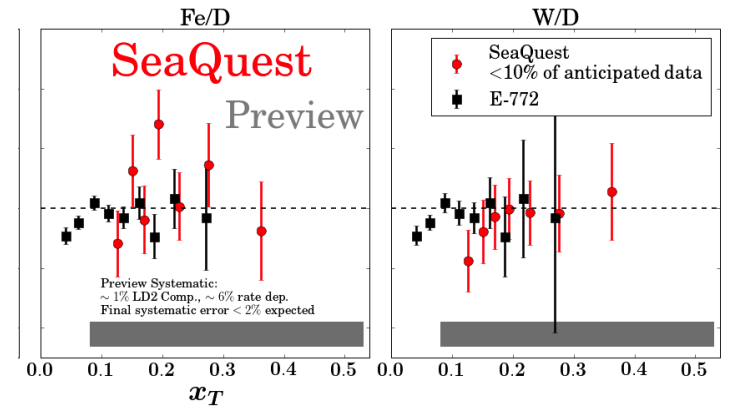 Fe/D
W/D
SeaQuest
Preview
SeaQuest
<10% of anticipated data
E-772
Preview Systematic:
∼ 1% LD2 Comp., ∼ 6% rate dep.
Final systematic error < 2% expected
0.0 0.1 0.2 0.3 0.4 0.5
0.0 0.1 0.2 0.3 0.4 0.5
x_T